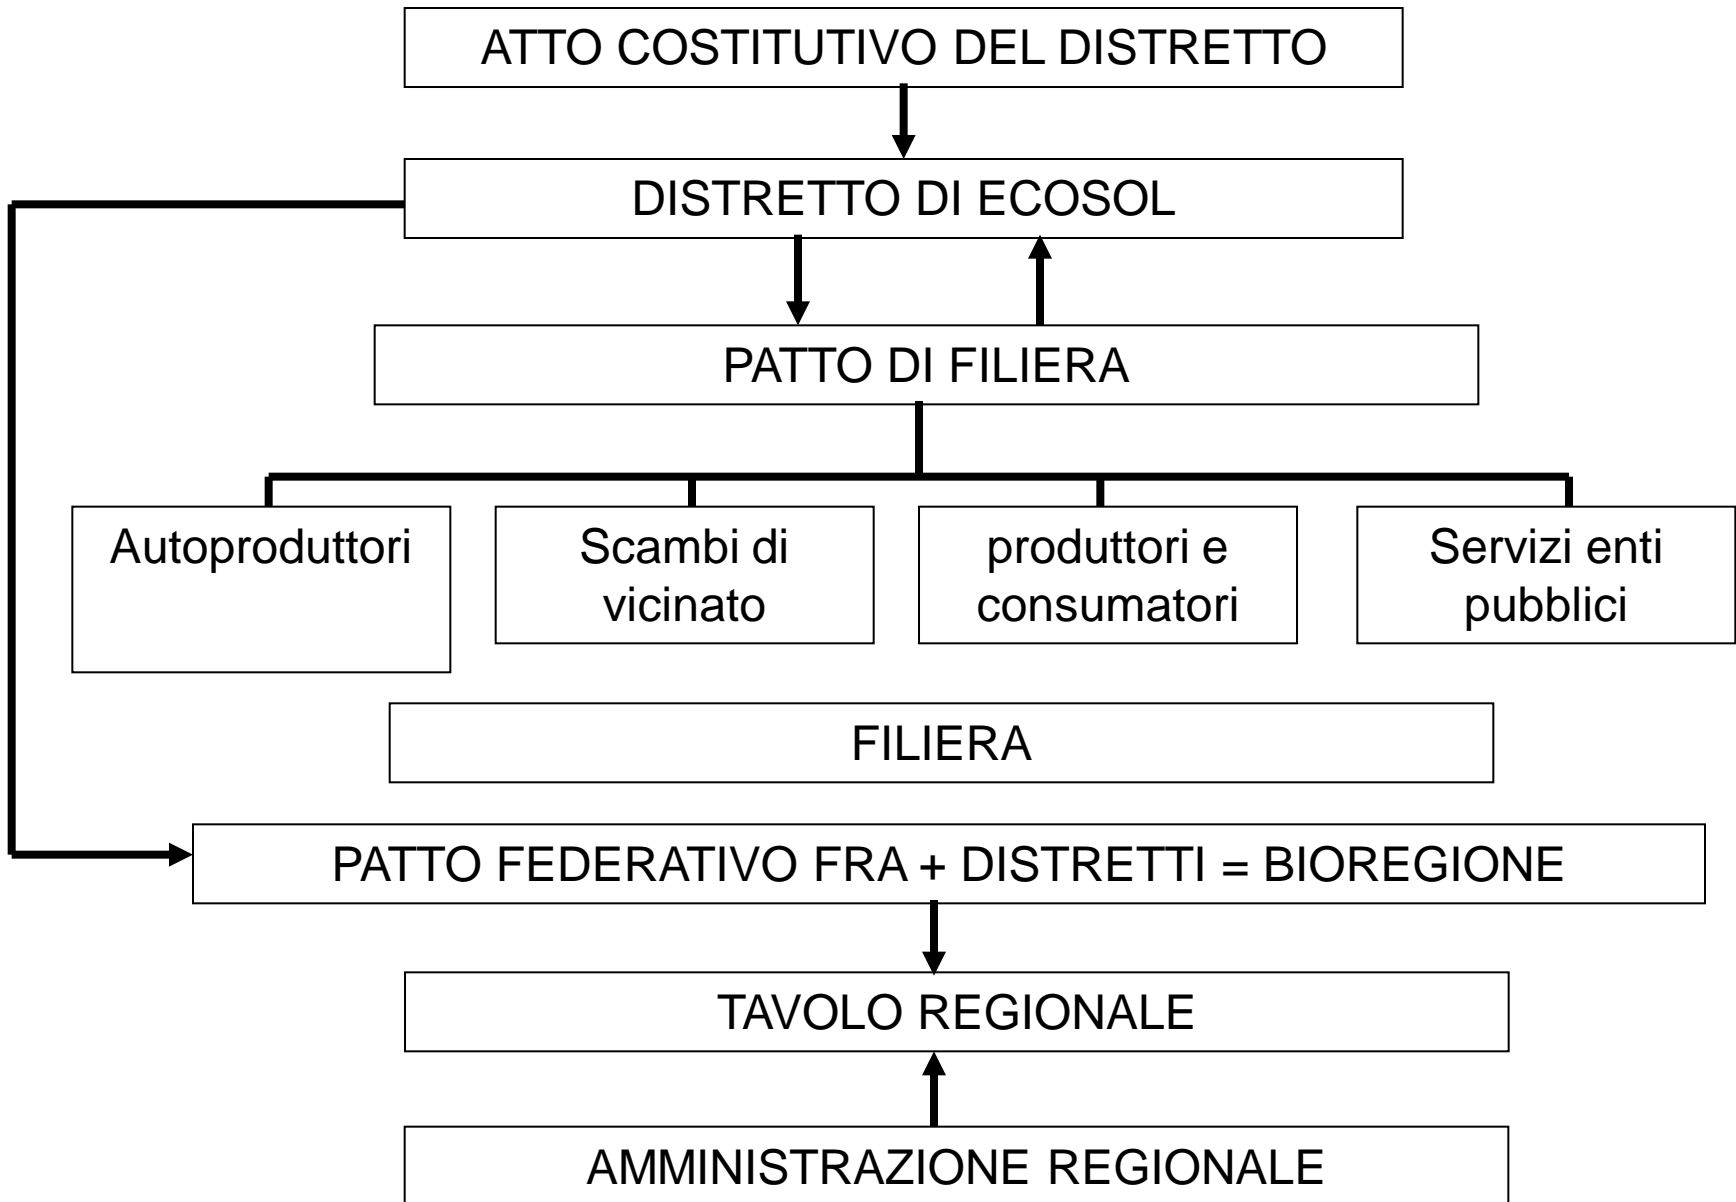 ATTO COSTITUTIVO DEL DISTRETTO
DISTRETTO DI ECOSOL
PATTO DI FILIERA
Autoproduttori
Scambi di
vicinato
produttori e
consumatori
Servizi enti
pubblici
FILIERA
PATTO FEDERATIVO FRA + DISTRETTI = BIOREGIONE
TAVOLO REGIONALE
AMMINISTRAZIONE REGIONALE